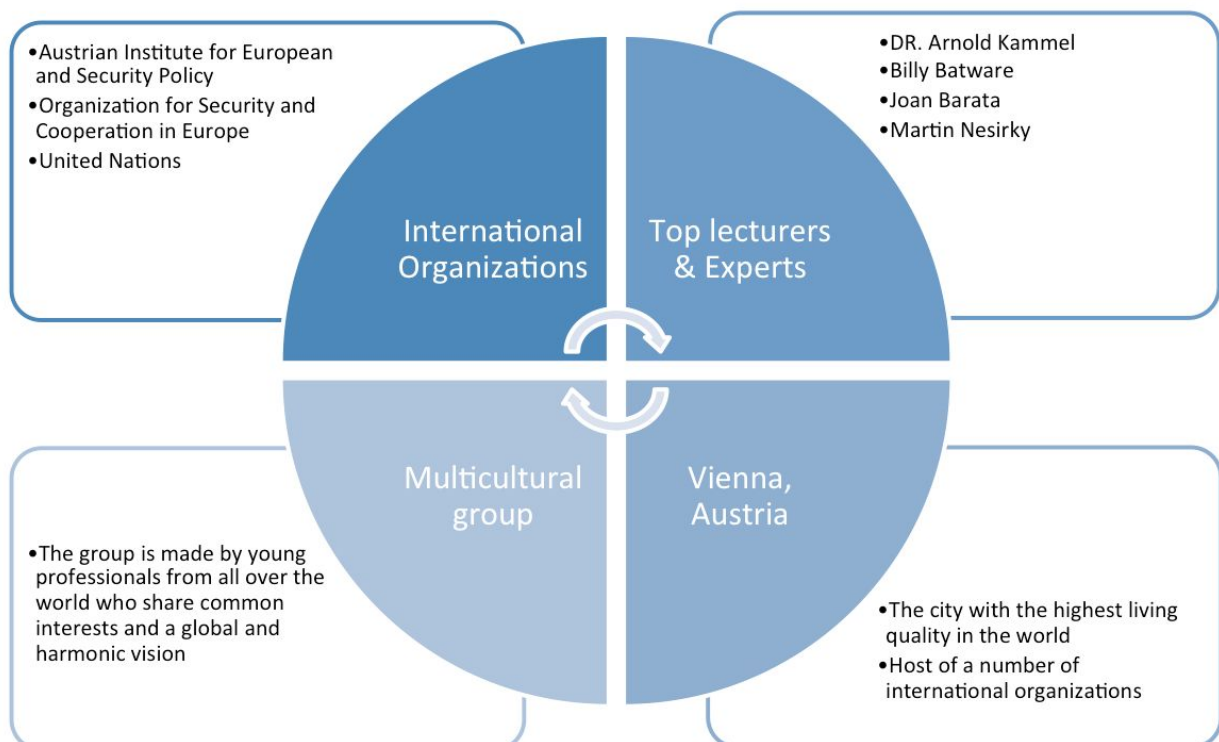 •Austrian Institute for European
and Security Policy
•Organization for Security and
Cooperation in Europe
•United Nations
•DR. Arnold Kammel
•Billy Batware
•Joan Barata
•Martin Nesirky
International
Organizations
Top lecturers
& Experts
Multicultural
group
Vienna,
Austria
•The group is made by young
professionals from all over the
world who share common
interests and a global and
harmonic vision
•The city with the highest living
quality in the world
•Host of a number of
international organizations